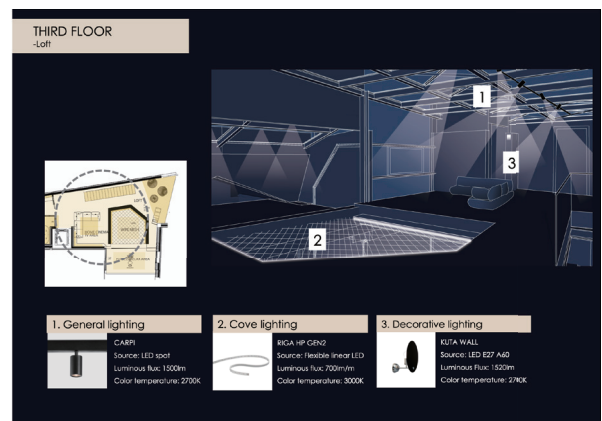 THIRD FLOOR
-Loft
1
3
2
LOFT
1. General lighting
CARPI
Source: LED spot
Luminous flux: 1500lm
Color temperature: 2700K
2. Cove lighting
RIGA HP GEN2
Source: Flexible linear LED
Luminous flux: 700lm/m
Color temperature: 3000K
3. Decorative lighting
KUTA WALL
Source: LED E27 A60
Luminous Flux: 1520lm
Color temperature: 2700K